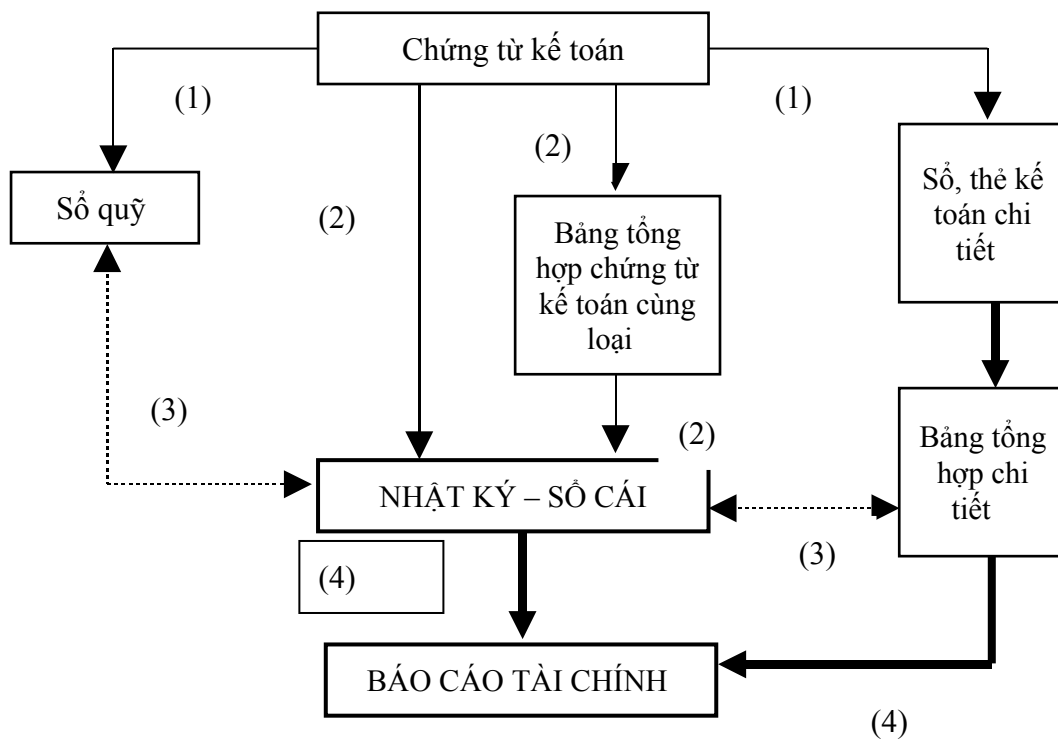 Chứng từ kế toán
(1)
(1)
(2)
Sổ quỹ
(2)
Bảng tổng
hợp chứng từ
kế toán cùng
loại
Sổ, thẻ kế
toán chi
tiết
(3)
(2)
Bảng tổng
hợp chi
tiết
NHẬT KÝ – SỔ CÁI
(3)
(4)
BÁO CÁO TÀI CHÍNH
(4)